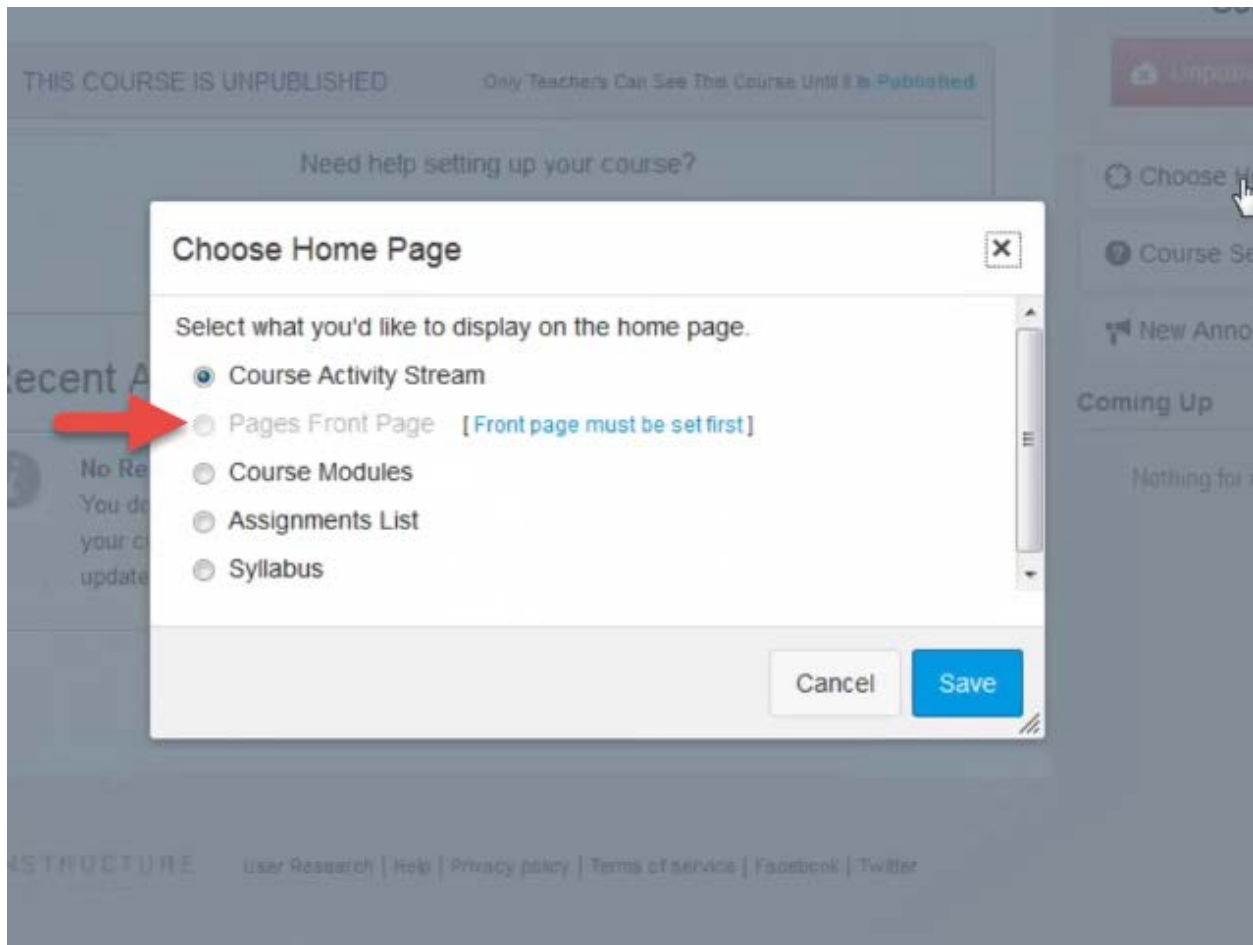 THIS COURSE IS UNPUBLISHED Only Teachers Can See This Course Until it is Published
Need help setting up your course?
Choose Home Page
Select what you'd like to display on the home page.
Course Activity Stream
Pages Front Page [Front page must be set first]
Course Modules
Assignments List
Syllabus
Cancel Save
No Re
You do
your c
update
Choose H
Course Se
New Anno
Coming Up
Nothing for
User Research | Help | Privacy policy | Terms of service | Facebook | Twitter